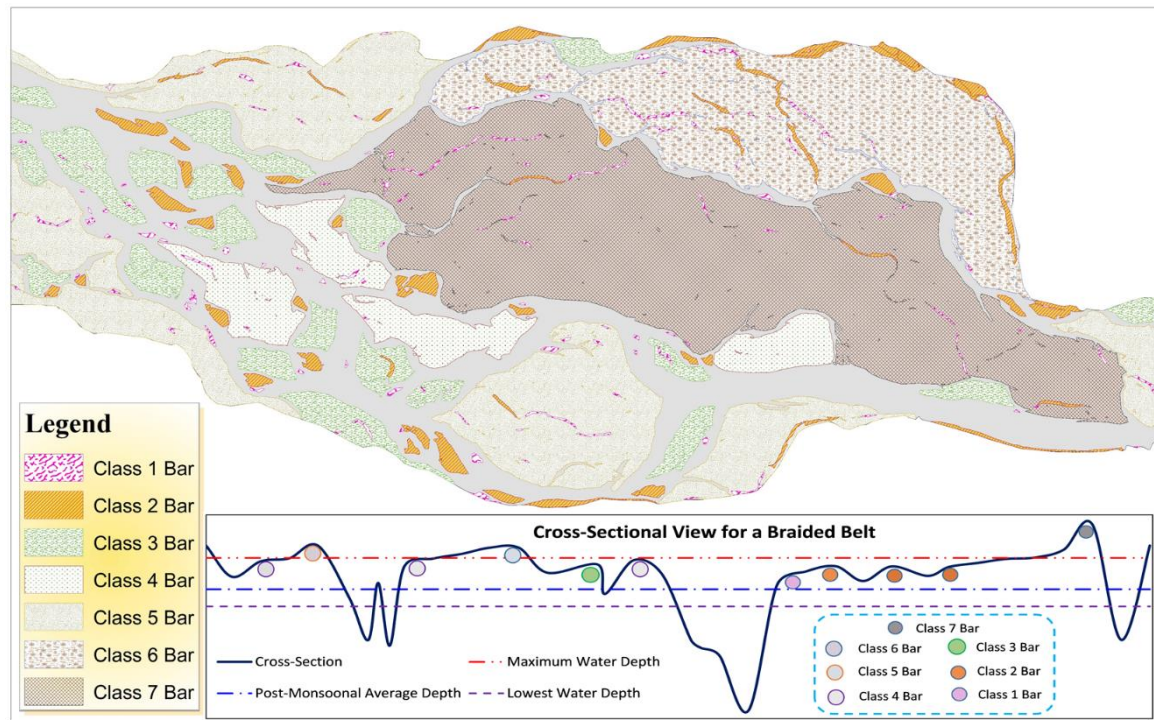 Legend
Class 1 Bar
Class 2 Bar
Class 3 Bar
Class 4 Bar
Class 5 Bar
Class 6 Bar
Class 7 Bar
Cross-Sectional View for a Braided Belt
Cross-Section
Maximum Water Depth
Post-Monsoonal Average Depth
Lowest Water Depth
Class 7 Bar
Class 6 Bar
Class 3 Bar
Class 5 Bar
Class 2 Bar
Class 4 Bar
Class 1 Bar